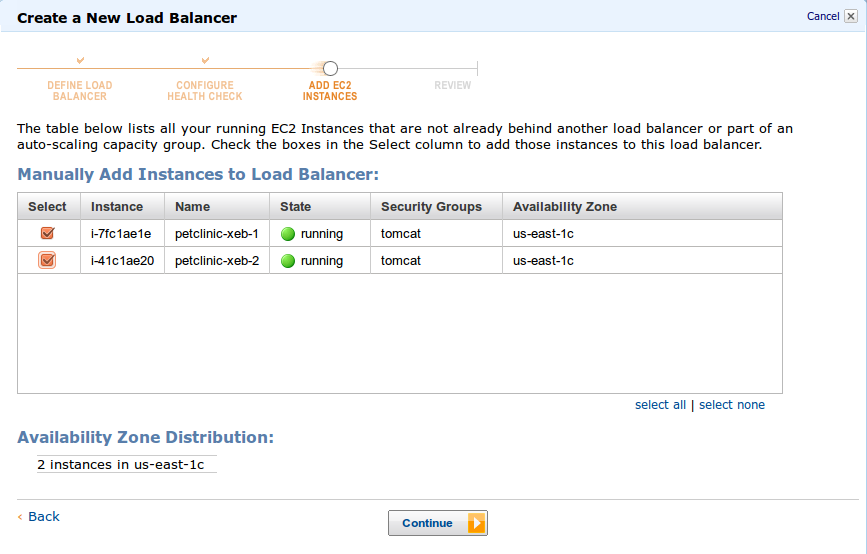 Create a New Load Balancer
Cancel
DEFINE LOAD
BALANCER
CONFIGURE
HEALTH CHECK
ADD EC2
INSTANCES
REVIEW
The table below lists all your running EC2 Instances that are not already behind another load balancer or part of an
auto-scaling capacity group. Check the boxes in the Select column to add those instances to this load balancer.
Manually Add Instances to Load Balancer:
Select Instance Name State Security Groups Availability Zone
i-7fc1ae1e petclinic-xeb-1 running tomcat us-east-1c
i-41c1ae20 petclinic-xeb-2 running tomcat us-east-1c
select all | select none
Availability Zone Distribution:
2 instances in us-east-1c
‹ Back
Continue